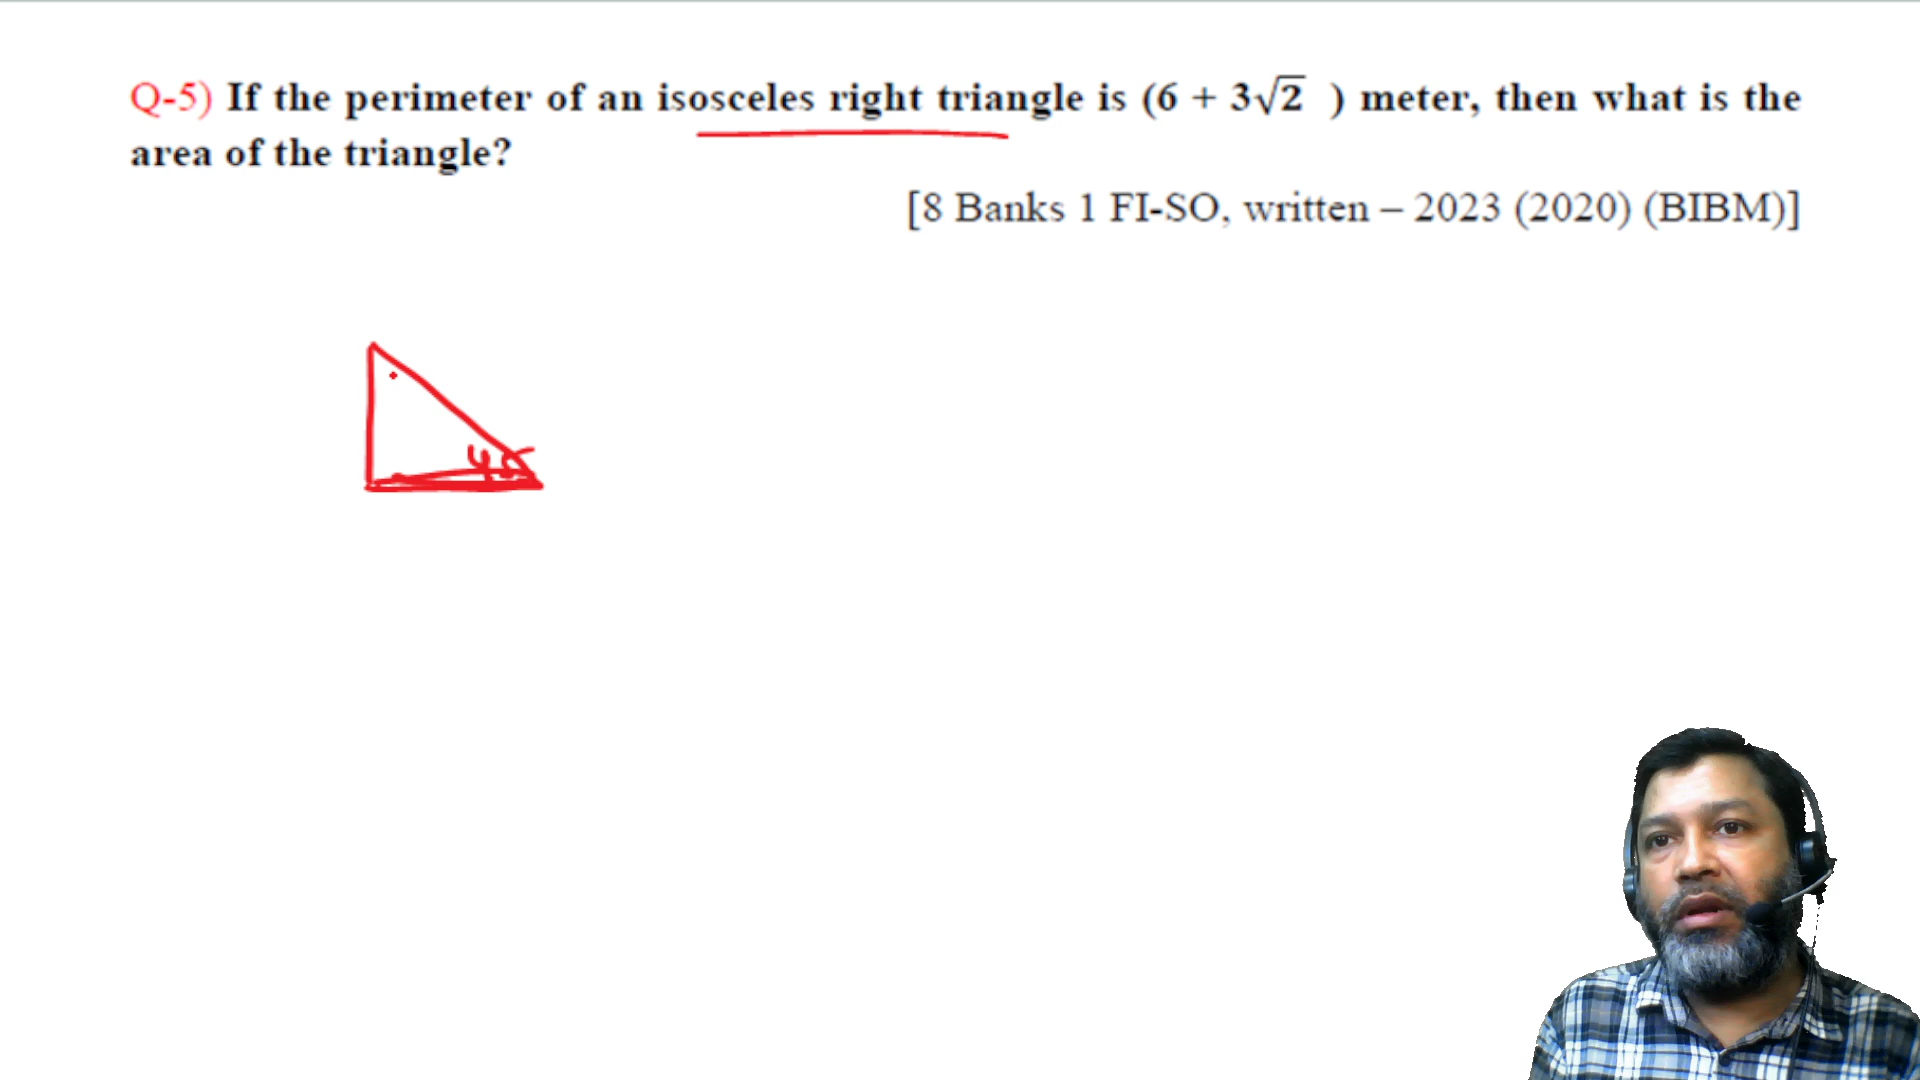 Q-5) If the perimeter of an isosceles right triangle is (6 + 3√2 ) meter, then what is the
area of the triangle?
[8 Banks 1 FI-SO, written – 2023 (2020) (BIBM)]
45